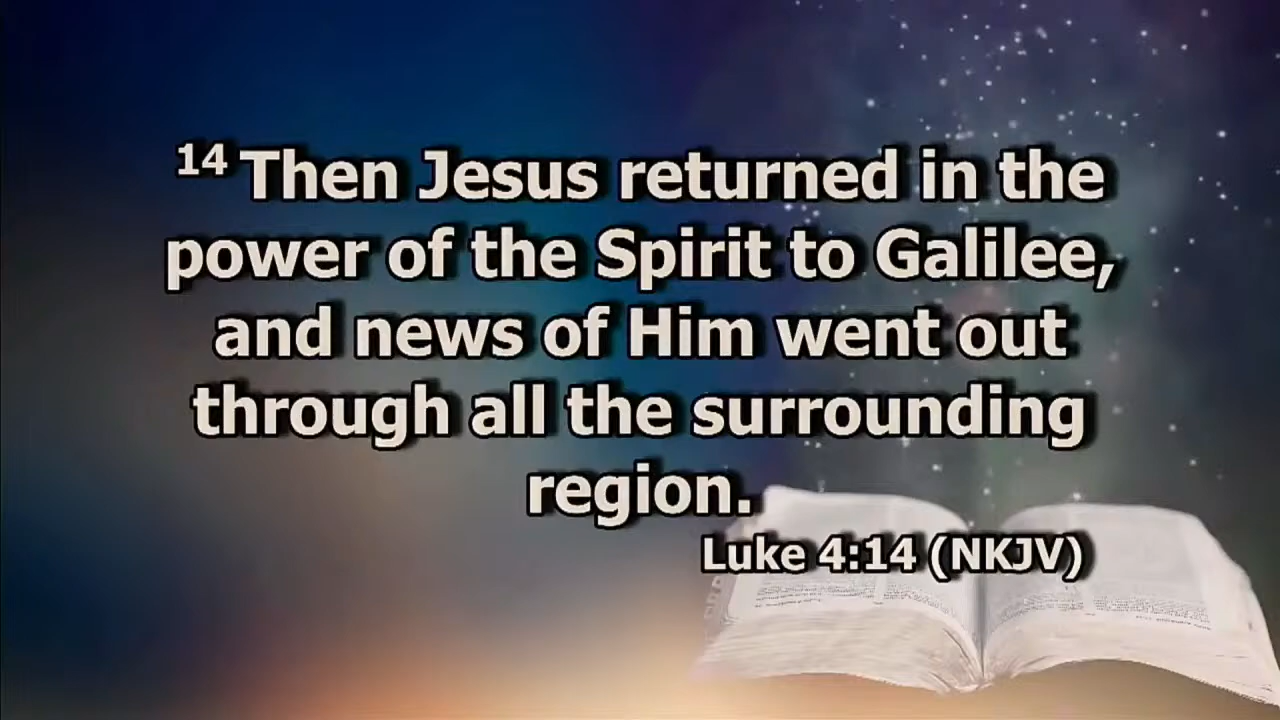 14 Then Jesus returned in the
power of the Spirit to Galilee,
and news of Him went out
through all the surrounding
region.
Luke 4:14 (NKJV)